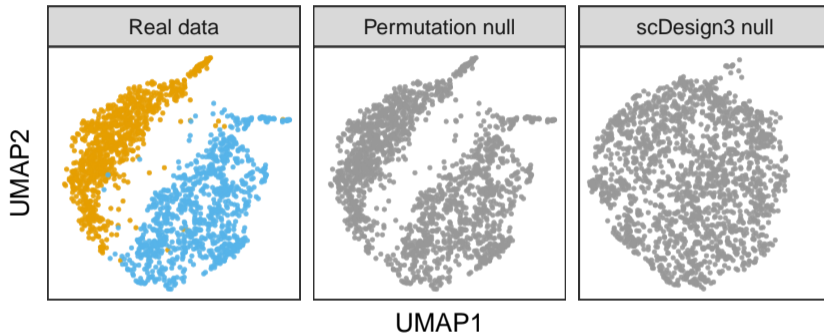 Real data
Permutation null
scDesign3 null
UMAP2
UMAP1